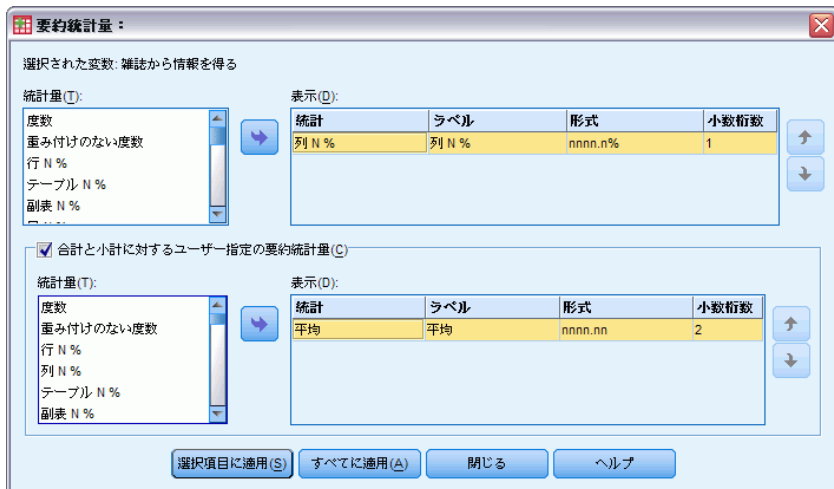 要約統計量：
選択された変数: 雑誌から情報を得る
統計量(T):
表示(D):
度数
重み付けのない度数
行 N %
テーブル N %
副表 N %
統計 ラベル 形式 小数桁数
列 N % 列 N % nnnn.n% 1
合計と小計に対するユーザー指定の要約統計量(C)
統計量(T):
表示(D):
度数
重み付けのない度数
行 N %
列 N %
テーブル N %
副表 N %
統計 ラベル 形式 小数桁数
平均 平均 nnnn.nn 2
選択項目に適用(S) すべてに適用(A) 閉じる ヘルプ